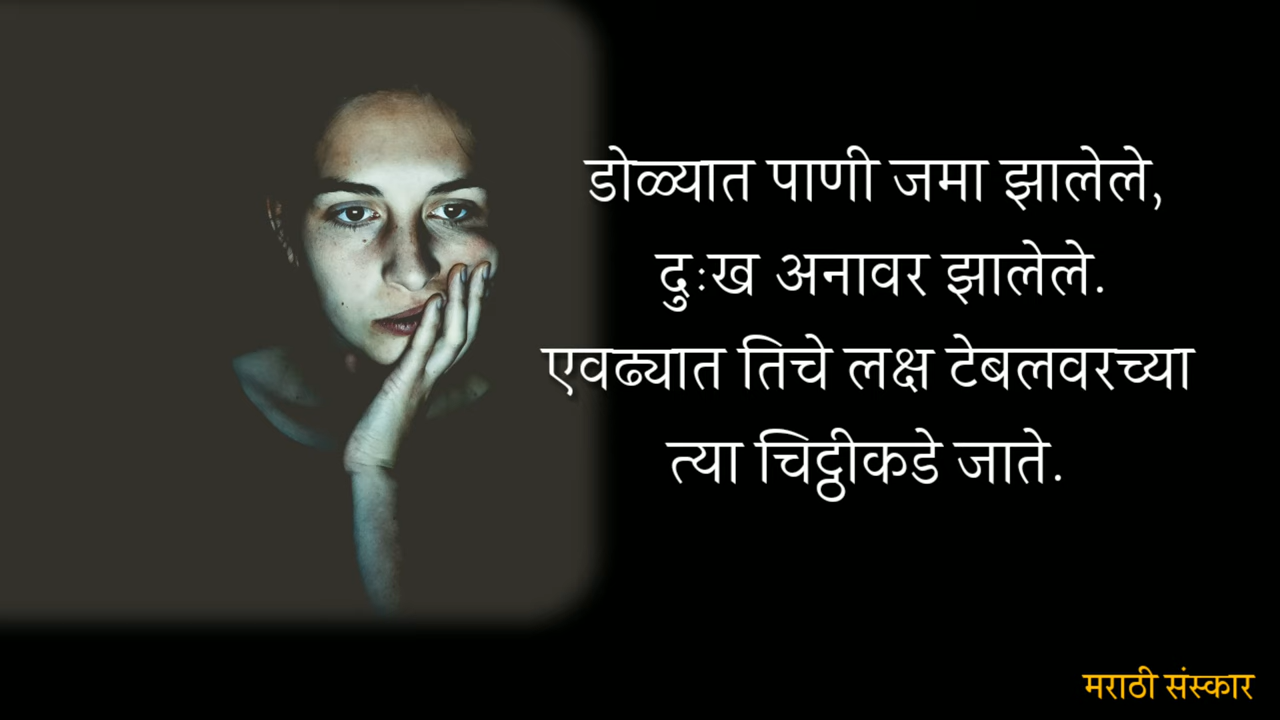 डोळ्यात पाणी जमा झालेले,
दुःख अनावर झालेले.
एवढ्यात तिचे लक्ष टेबलवरच्या
त्या चिठ्ठीकडे जाते.
मराठी संस्कार